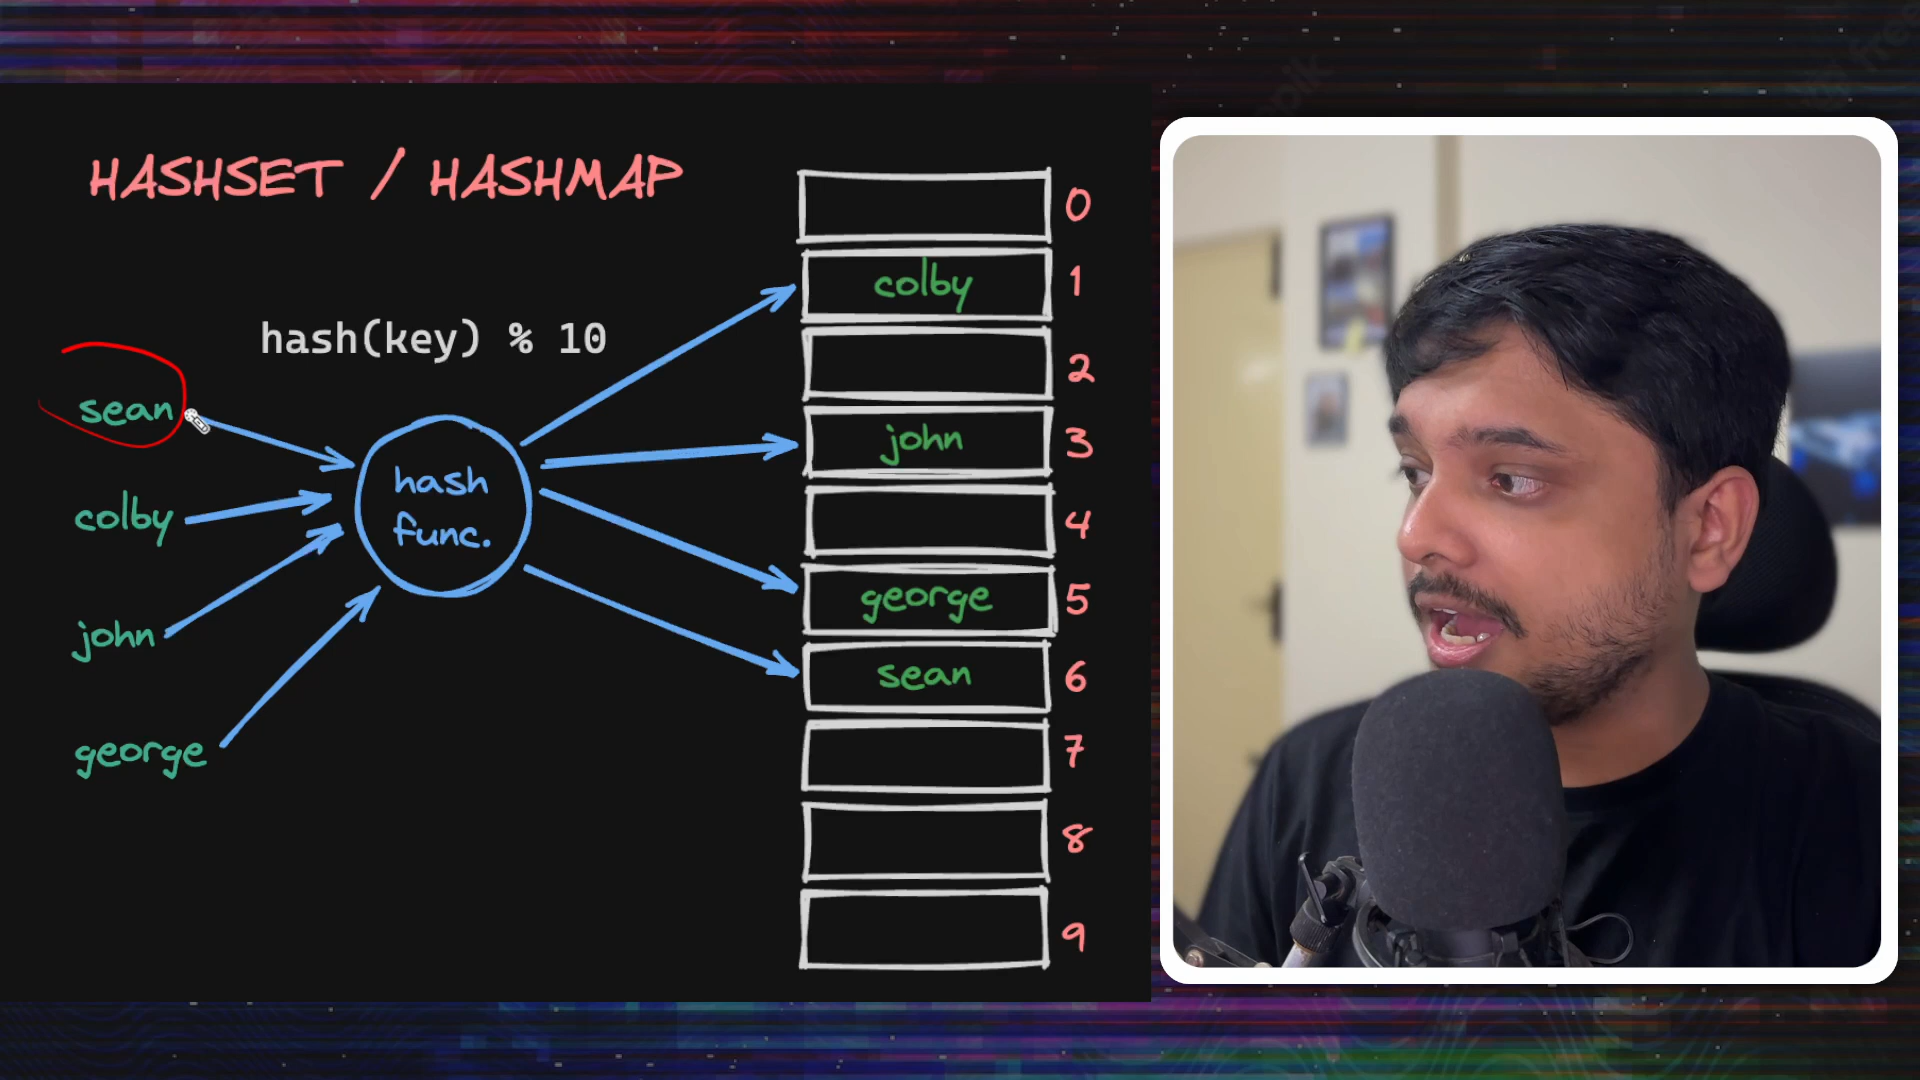 HASHSET / HASHMAP
hash(key) % 10
sean
colby
john
george
hash
func.
0
colby 1
2
john 3
4
george 5
sean 6
7
8
9